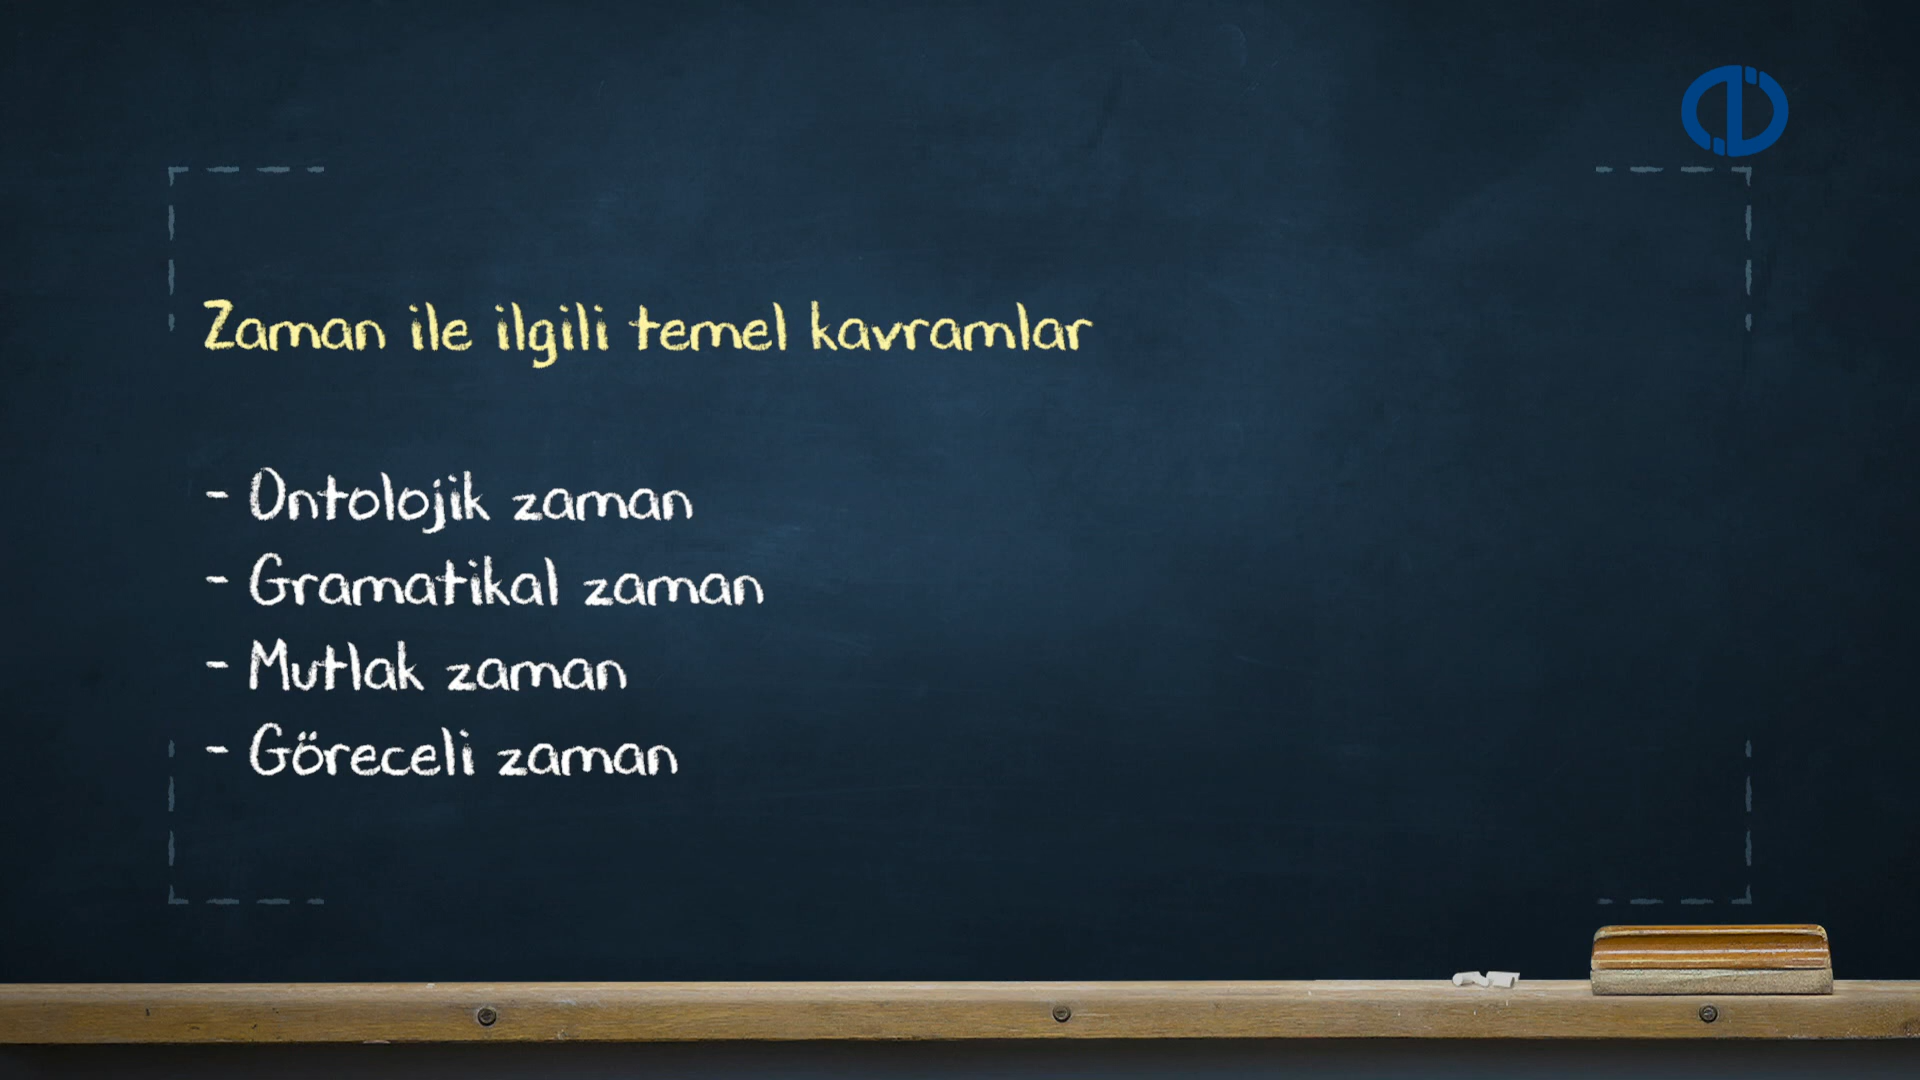 Zaman ile ilgili temel kavramlar
- Ontolojik zaman
- Gramatikal zaman
- Mutlak zaman
- Göreceli zaman